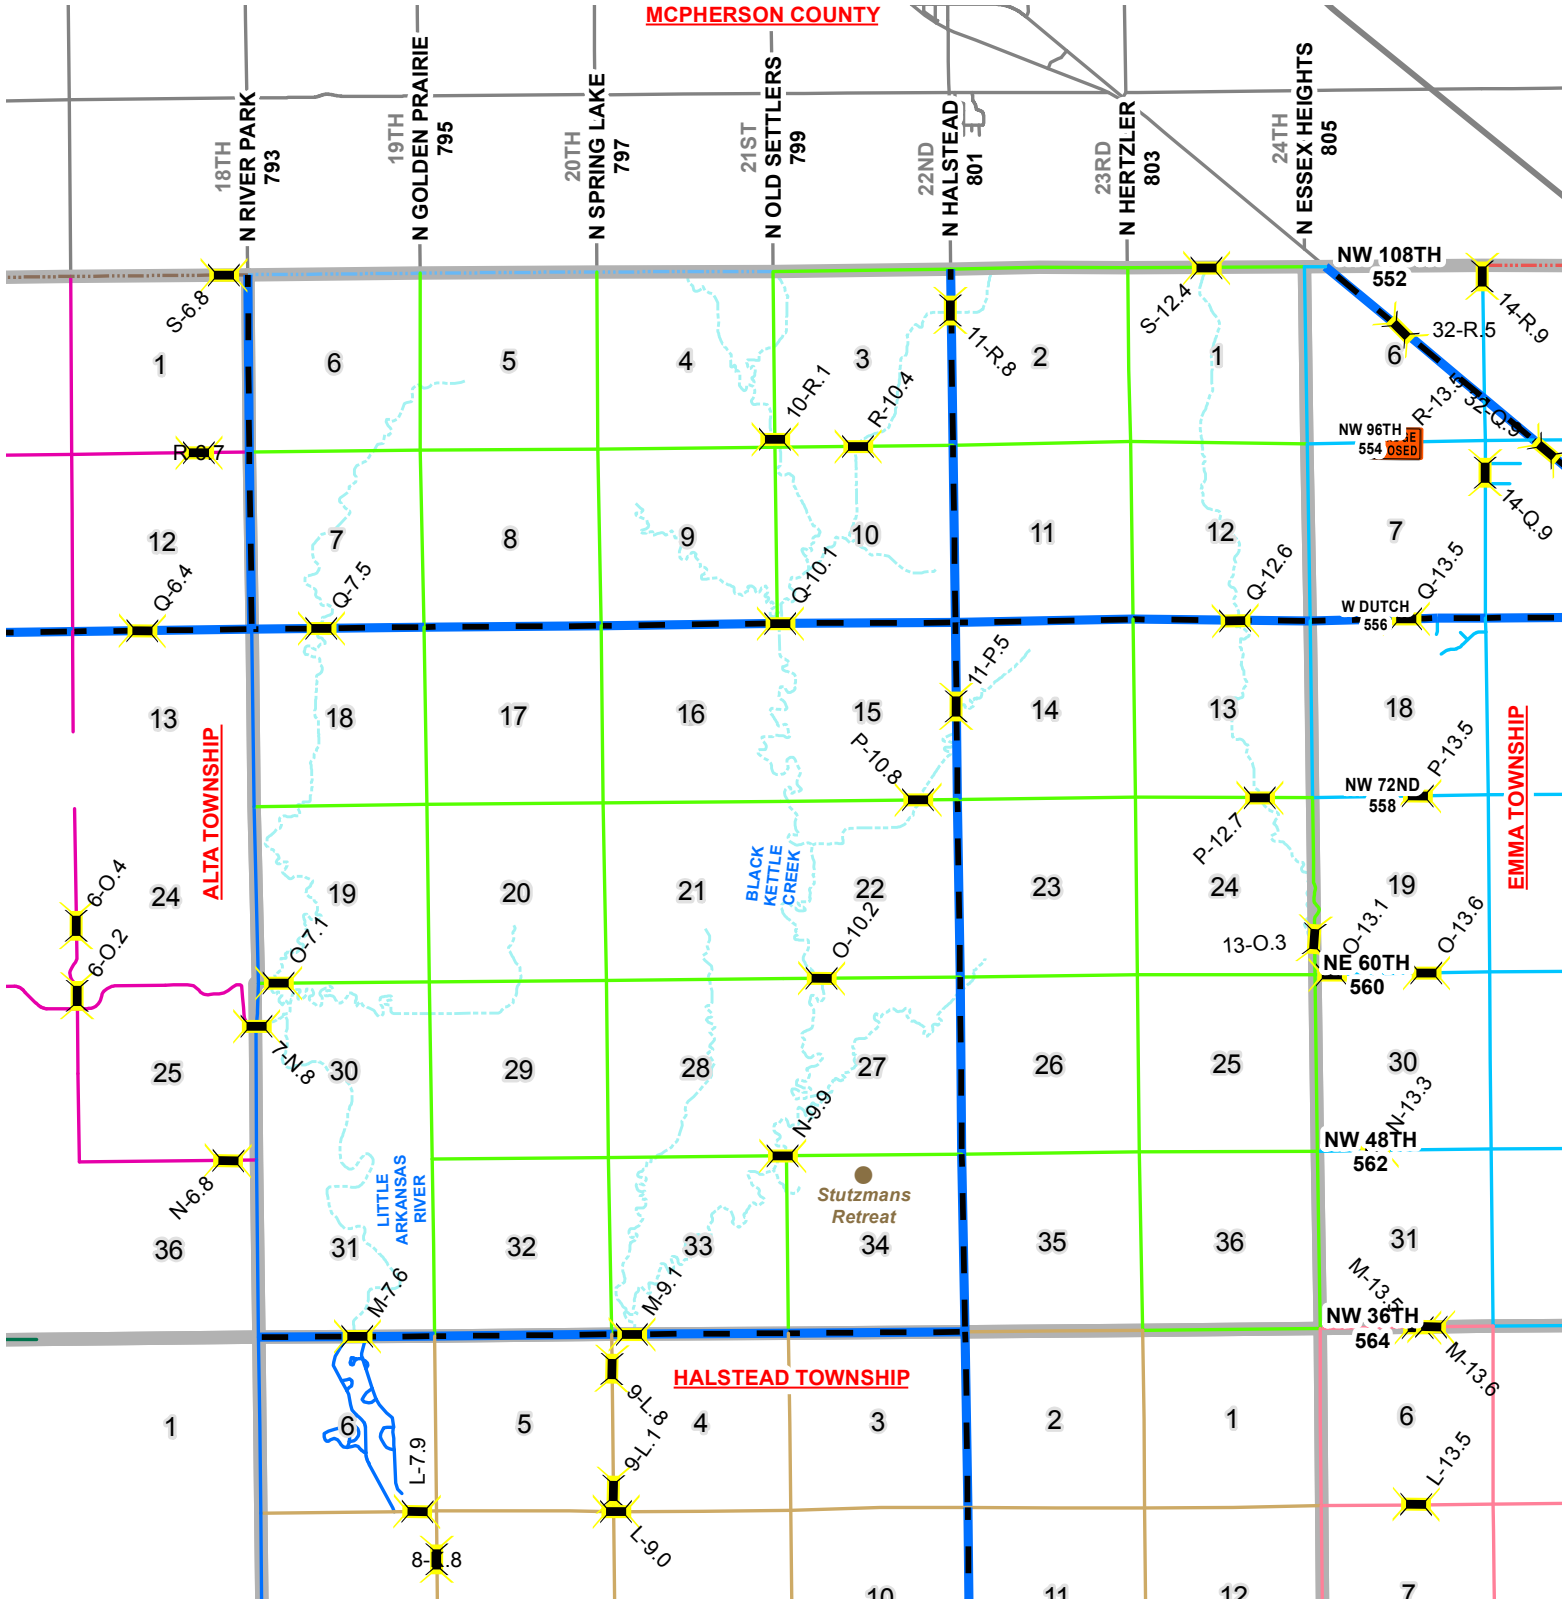 MCPHERSON COUNTY
18TH
N RIVER PARK
793
19TH
N GOLDEN PRAIRIE
795
20TH
N SPRING LAKE
797
21ST
N OLD SETTLERS
799
22ND
N HALSTEAD
801
23RD
N HERTZLER
803
24TH
N ESSEX HEIGHTS
805
NW 108TH
552
S-6.8
S-12.4
14-R.9
32-R.5
11-R.8
1
6
5
4
3
2
1
6
10-R.1
R-10.4
R-13.5
32-Q.9
NW 96TH
554
OSED
14-Q.9
12
7
8
9
10
11
12
7
Q-6.4
Q-7.5
Q-10.1
Q-12.6
Q-13.5
W DUTCH
556
11-P.5
13
18
17
16
15
14
13
18
ALTA TOWNSHIP
EMMA TOWNSHIP
P-10.8
P-12.7
P-13.5
NW 72ND
558
BLACK
KETTLE
CREEK
24
19
20
21
22
23
24
19
6-O.4
6-O.2
O-7.1
O-10.2
13-O.3
O-13.1
O-13.6
NE 60TH
560
7-N.8
25
30
29
28
27
26
25
30
N-6.8
N-9.9
N-13.3
NW 48TH
562
LITTLE
ARKANSAS
RIVER
Stutzmans
Retreat
36
31
32
33
34
35
36
31
M-7.6
M-9.1
M-13.5
NW 36TH
564
M-13.6
HALSTEAD TOWNSHIP
9-L.8
1
6
5
4
3
2
1
6
L-7.9
9-L.1
L-13.5
L-9.0
10
11
12
7